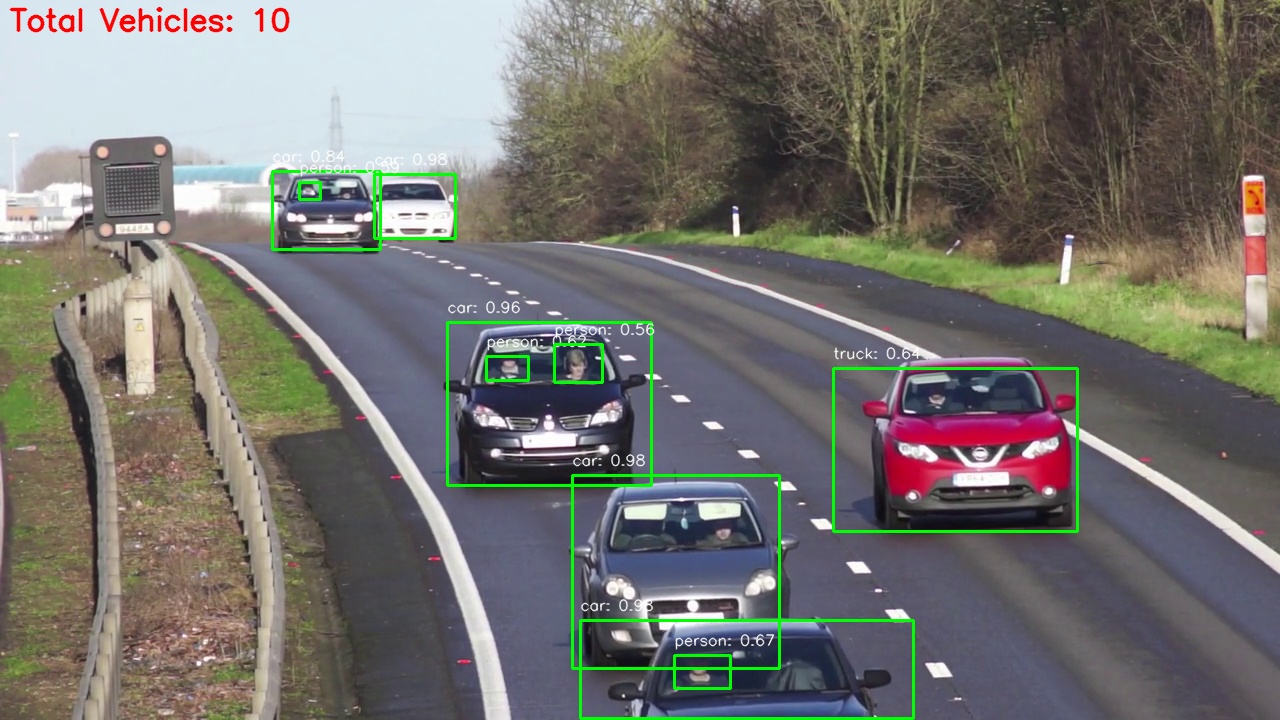 Total Vehicles: 10
car: 0.84
car: 0.98
9448A
car: 0.96
person: 0.56
person: 0.62
truck: 0.64
car: 0.98
car: 0.98
person: 0.67